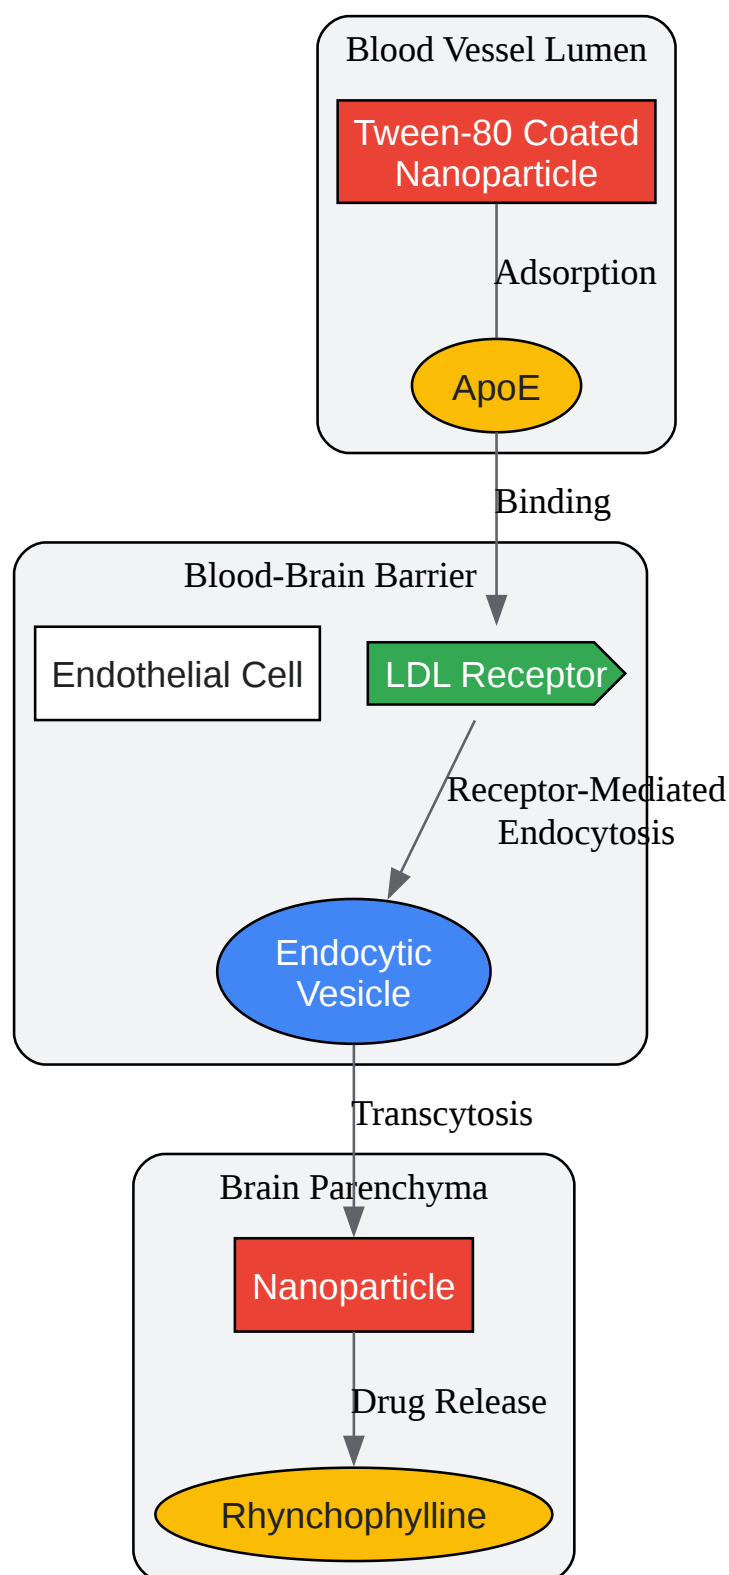 Blood Vessel Lumen
Tween-80 Coated
Nanoparticle
Adsorption
ApoE
Binding
Blood-Brain Barrier
Endothelial Cell
LDL Receptor
Receptor-Mediated
Endocytosis
Endocytic
Vesicle
Transcytosis
Brain Parenchyma
Nanoparticle
Drug Release
Rhynchophylline